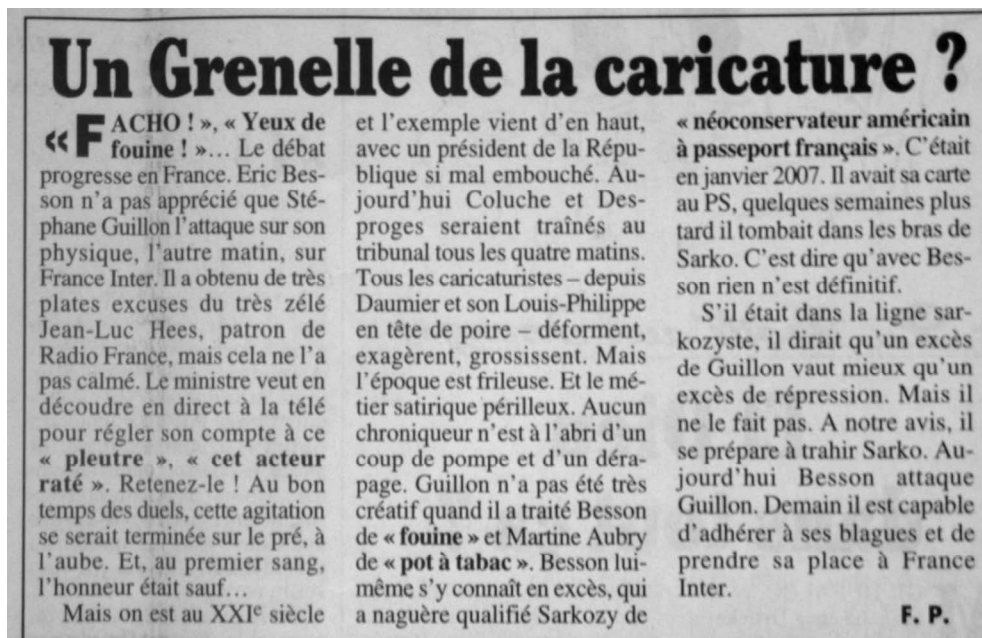 Un Grenelle de la caricature ?
« FACHO ! », « Yeux de
fouine ! »… Le débat
progresse en France. Eric Bes-
son n'a pas apprécié que Sté-
phane Guillon l'attaque sur son
physique, l'autre matin, sur
France Inter. Il a obtenu de très
plates excuses du très zélé
Jean-Luc Hees, patron de
Radio France, mais cela ne l'a
pas calmé. Le ministre veut en
découdre en direct à la télé
pour régler son compte à ce
« pleutre », « cet acteur
raté ». Retenez-le ! Au bon
temps des duels, cette agitation
se serait terminée sur le pré, à
l'aube. Et, au premier sang,
l'honneur était sauf…
Mais on est au XXIe siècle
et l'exemple vient d'en haut,
avec un président de la Répu-
blique si mal embouché. Au-
jourd'hui Coluche et Des-
proges seraient traînés au
tribunal tous les quatre matins.
Tous les caricaturistes – depuis
Daumier et son Louis-Philippe
en tête de poire – déforment,
exagèrent, grossissent. Mais
l'époque est frileuse. Et le mé-
tier satirique périlleux. Aucun
chroniqueur n'est à l'abri d'un
coup de pompe et d'un déra-
page. Guillon n'a pas été très
créatif quand il a traité Besson
de « fouine » et Martine Aubry
de « pot à tabac ». Besson lui-
même s'y connaît en excès, qui
a naguère qualifié Sarkozy de
« néoconservateur américain
à passeport français ». C'était
en janvier 2007. Il avait sa carte
au PS, quelques semaines plus
tard il tombait dans les bras de
Sarko. C'est dire qu'avec Bes-
son rien n'est définitif.
S'il était dans la ligne sar-
kozyste, il dirait qu'un excès
de Guillon vaut mieux qu'un
excès de répression. Mais il
ne le fait pas. A notre avis, il
se prépare à trahir Sarko. Au-
jourd'hui Besson attaque
Guillon. Demain il est capable
d'adhérer à ses blagues et de
prendre sa place à France
Inter.
F. P.